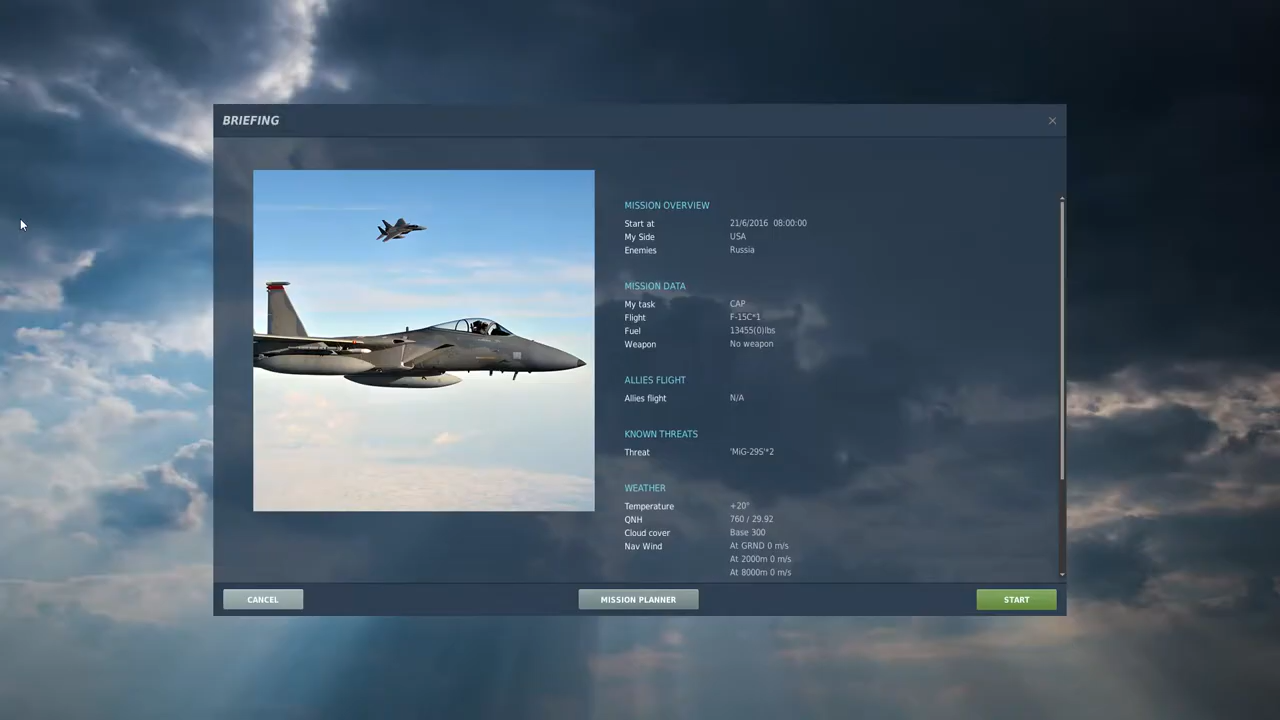 BRIEFING
MISSION OVERVIEW
Start at 21/6/2016 08:00:00
My Side USA
Enemies Russia
MISSION DATA
My task CAP
Flight F-15C*1
Fuel 13455(0)lbs
Weapon No weapon
ALLIES FLIGHT
Allies flight N/A
KNOWN THREATS
Threat 'MiG-29S'*2
WEATHER
Temperature +20°
QNH 760 / 29.92
Cloud cover Base 300
Nav Wind At GRND 0 m/s
At 2000m 0 m/s
At 8000m 0 m/s
CANCEL MISSION PLANNER START